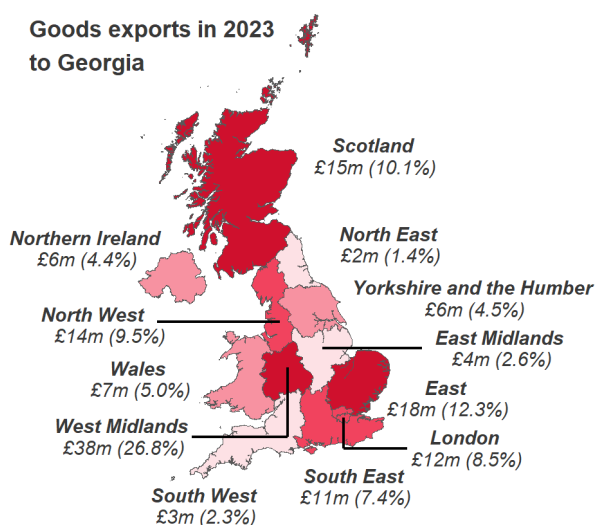 Goods exports in 2023
to Georgia
Scotland
£15m (10.1%)
Northern Ireland
£6m (4.4%)
North East
£2m (1.4%)
Yorkshire and the Humber
£6m (4.5%)
North West
£14m (9.5%)
East Midlands
£4m (2.6%)
Wales
£7m (5.0%)
East
£18m (12.3%)
West Midlands
£38m (26.8%)
London
£12m (8.5%)
South East
£11m (7.4%)
South West
£3m (2.3%)